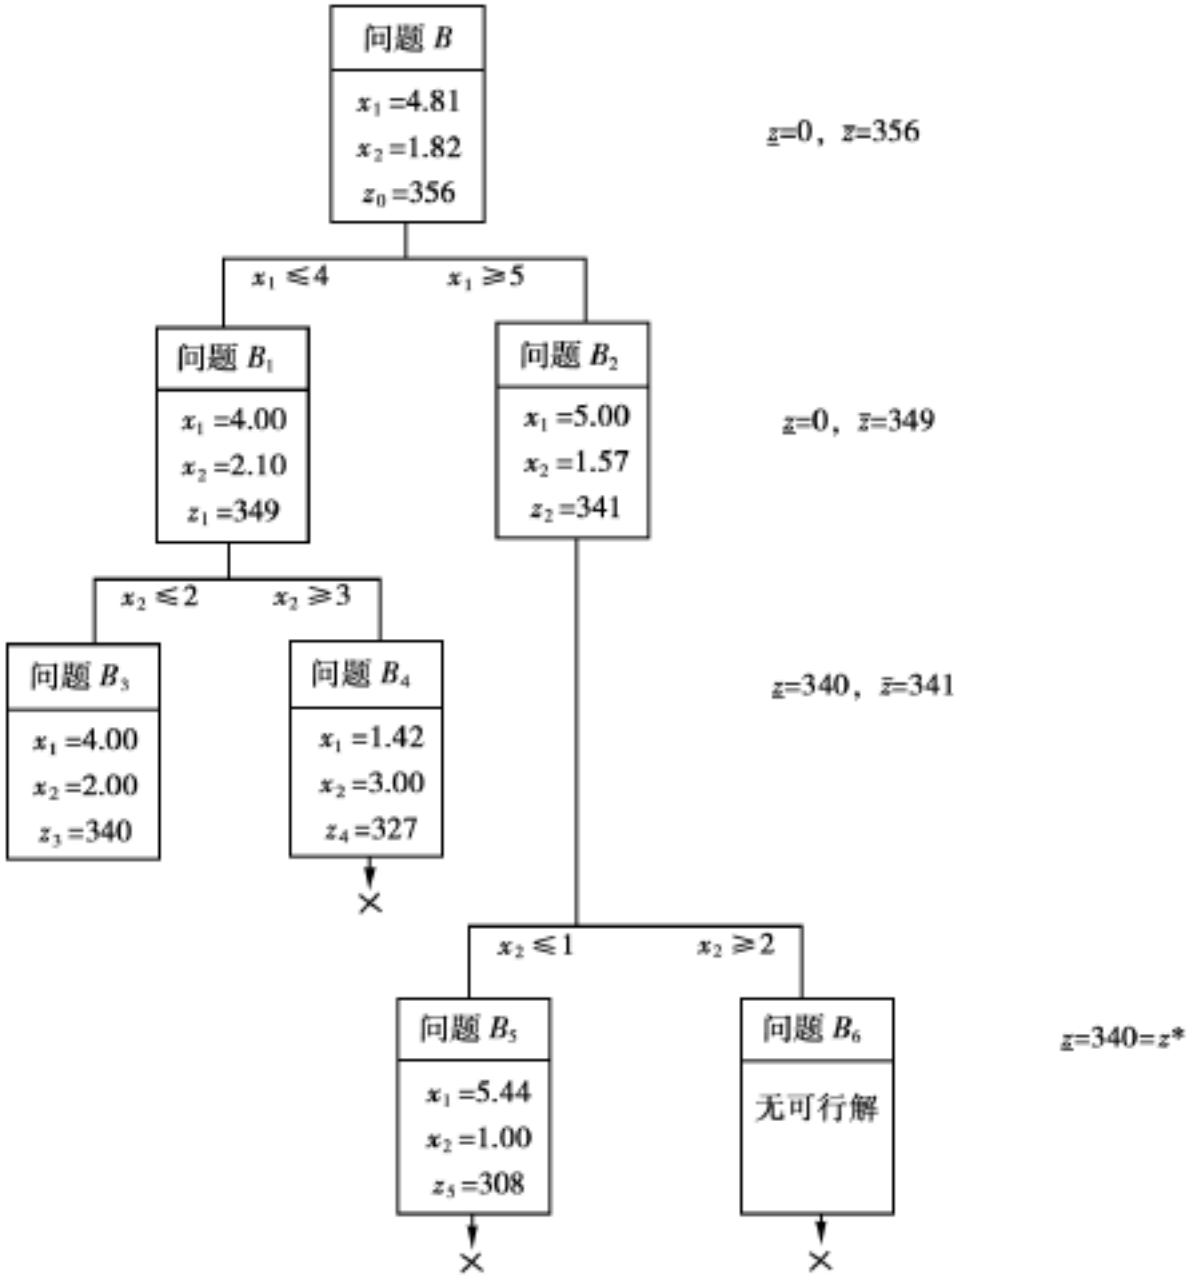 问题 B
x₁ =4.81
x₂ =1.82
z₀ =356
z̲=0, z̄=356
x₁ ⩽4
x₁ ⩾5
问题 B₁
x₁ =4.00
x₂ =2.10
z₁ =349
问题 B₂
x₁ =5.00
x₂ =1.57
z₂ =341
z̲=0, z̄=349
x₂ ⩽2
x₂ ⩾3
问题 B₃
x₁ =4.00
x₂ =2.00
z₃ =340
问题 B₄
x₁ =1.42
x₂ =3.00
z₄ =327
×
z̲=340, z̄=341
x₂ ⩽1
x₂ ⩾2
问题 B₅
x₁ =5.44
x₂ =1.00
z₅ =308
×
问题 B₆
无可行解
×
z̲=340=z*